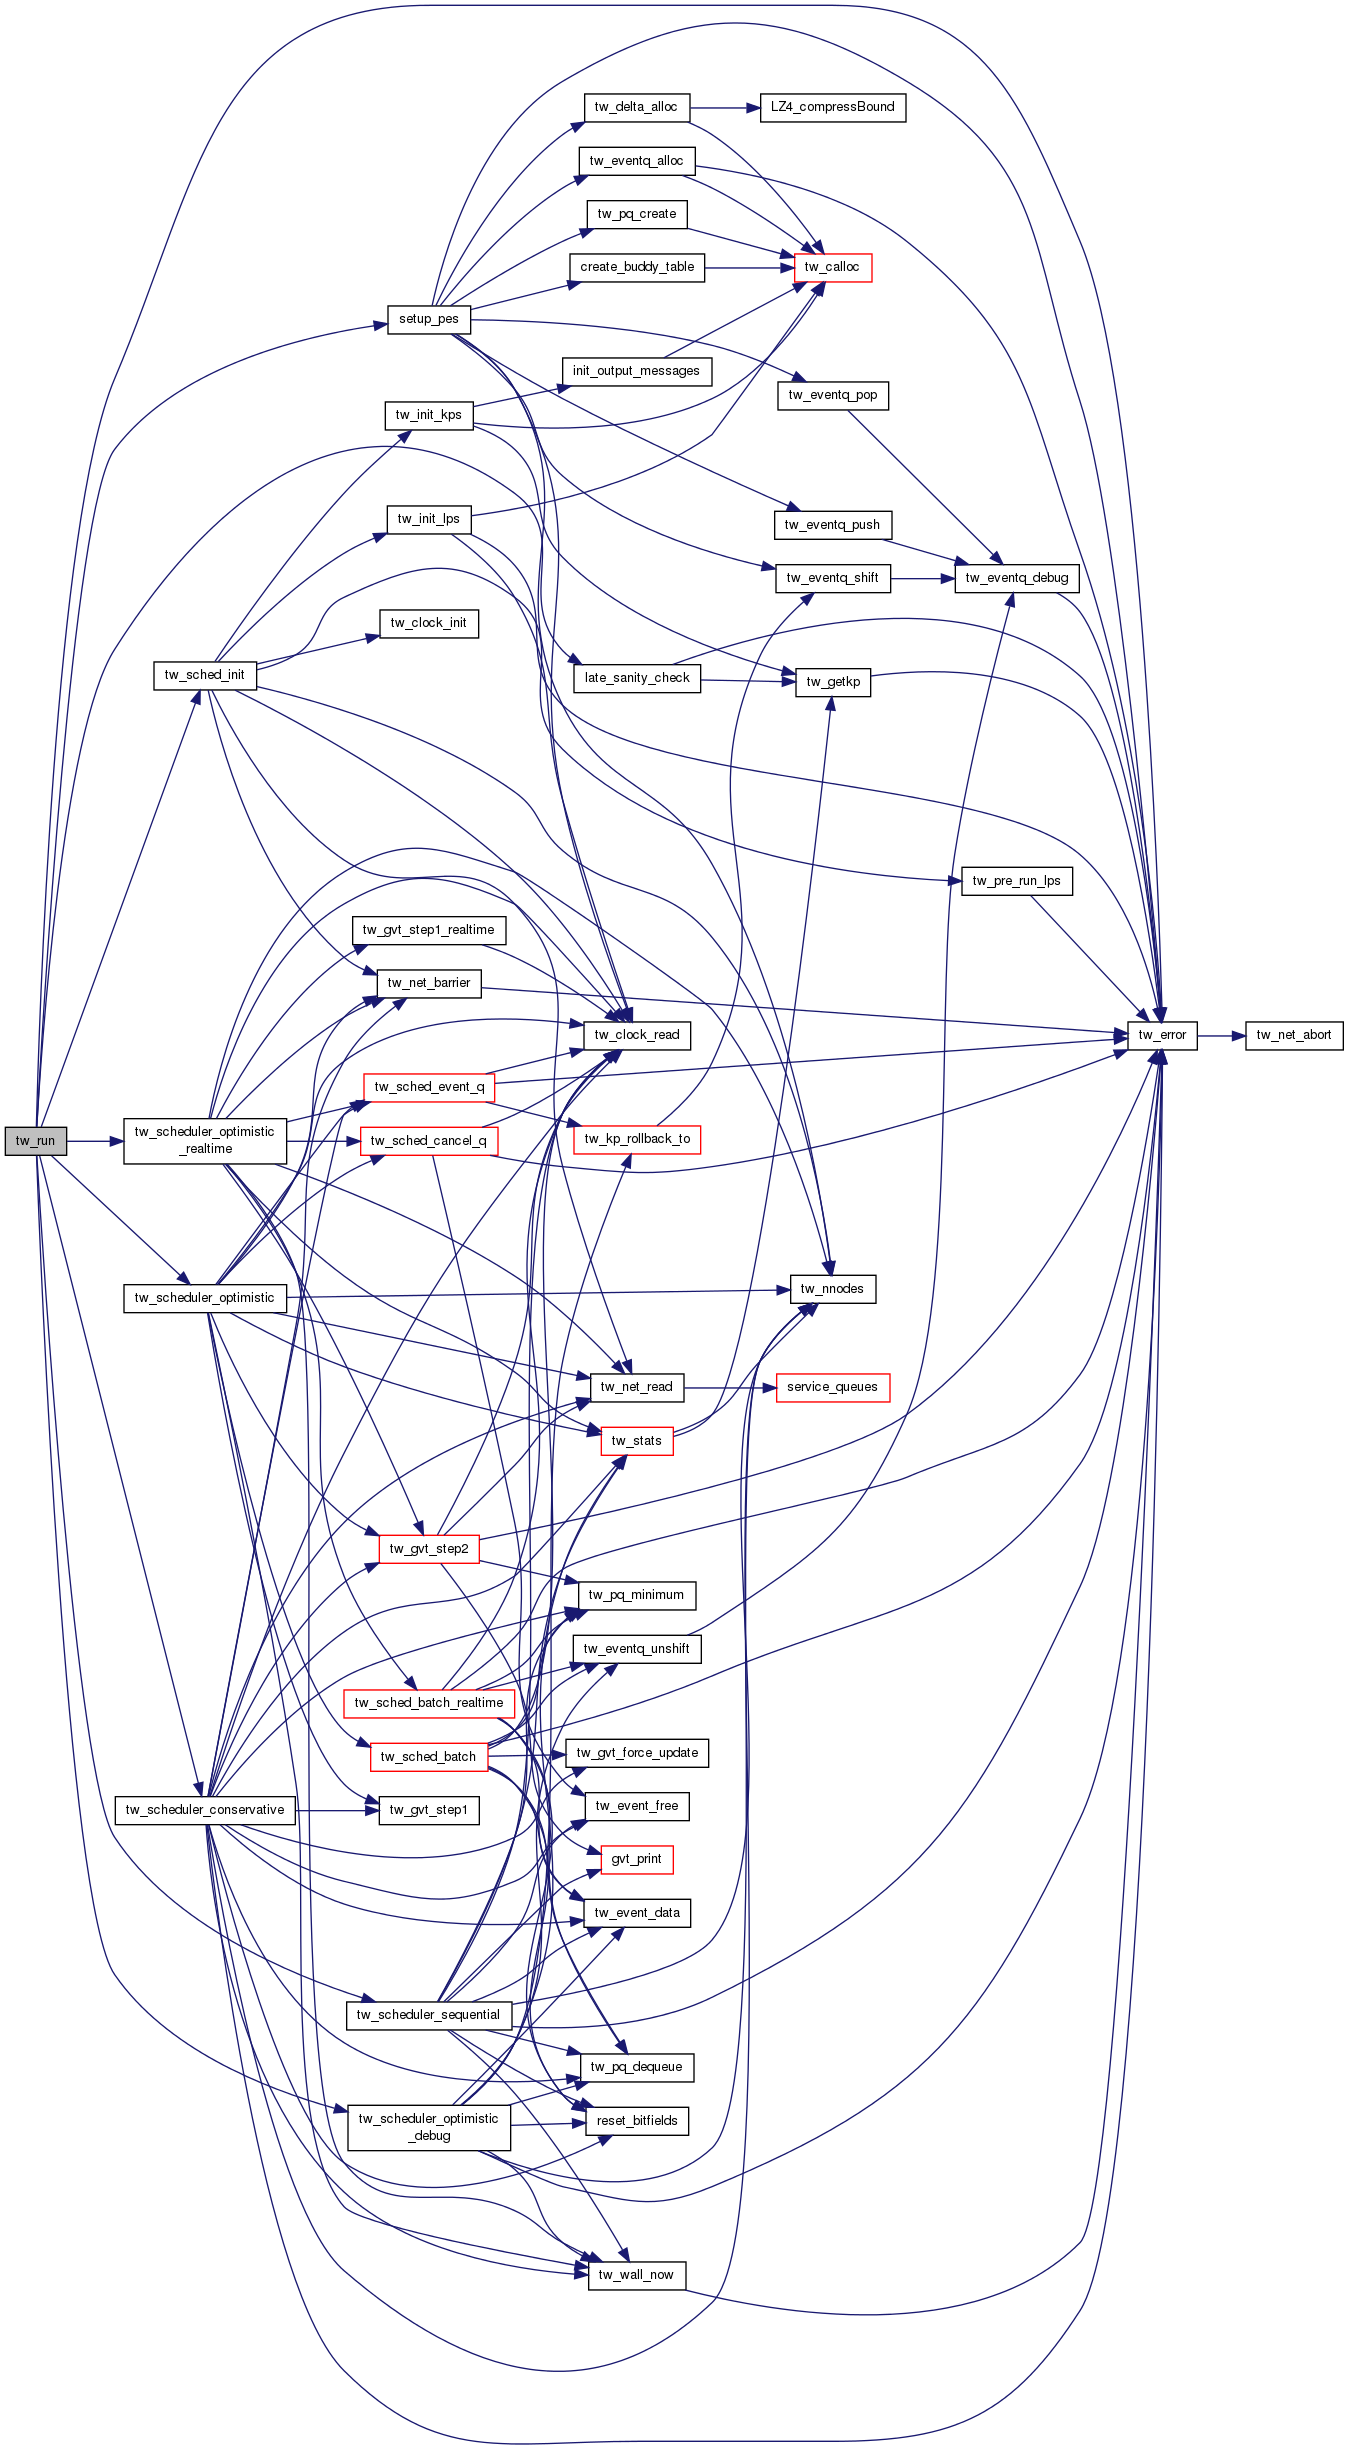 tw_delta_alloc
LZ4_compressBound
tw_eventq_alloc
tw_pq_create
create_buddy_table
tw_calloc
setup_pes
init_output_messages
tw_eventq_pop
tw_init_kps
tw_init_lps
tw_eventq_push
tw_eventq_shift
tw_eventq_debug
tw_clock_init
tw_sched_init
late_sanity_check
tw_getkp
tw_pre_run_lps
tw_gvt_step1_realtime
tw_net_barrier
tw_clock_read
tw_error
tw_net_abort
tw_sched_event_q
tw_run
tw_scheduler_optimistic
_realtime
tw_sched_cancel_q
tw_kp_rollback_to
tw_scheduler_optimistic
tw_nnodes
tw_net_read
service_queues
tw_stats
tw_gvt_step2
tw_pq_minimum
tw_eventq_unshift
tw_sched_batch_realtime
tw_sched_batch
tw_gvt_force_update
tw_scheduler_conservative
tw_gvt_step1
tw_event_free
gvt_print
tw_event_data
tw_scheduler_sequential
tw_pq_dequeue
tw_scheduler_optimistic
_debug
reset_bitfields
tw_wall_now